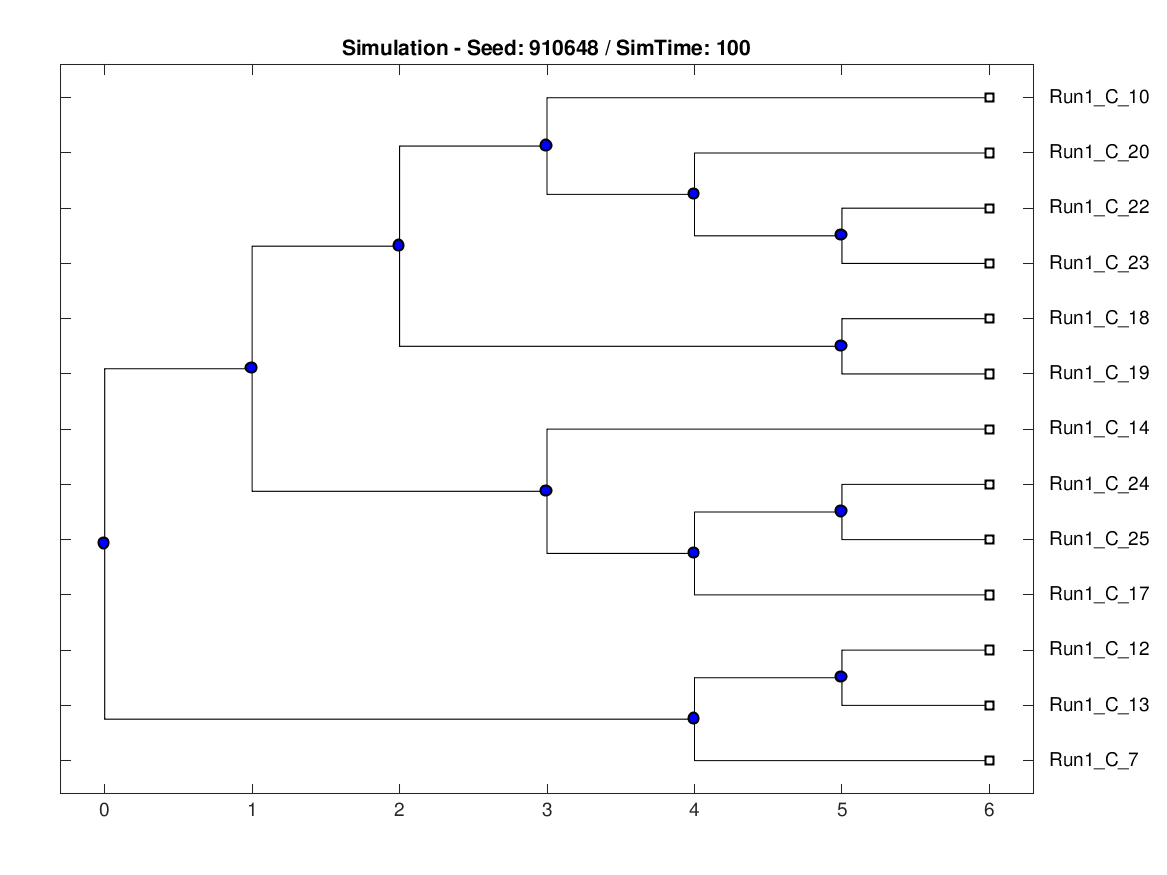 Simulation - Seed: 910648 / SimTime: 100
Run1_C_10
Run1_C_20
Run1_C_22
Run1_C_23
Run1_C_18
Run1_C_19
Run1_C_14
Run1_C_24
Run1_C_25
Run1_C_17
Run1_C_12
Run1_C_13
Run1_C_7
0 1 2 3 4 5 6